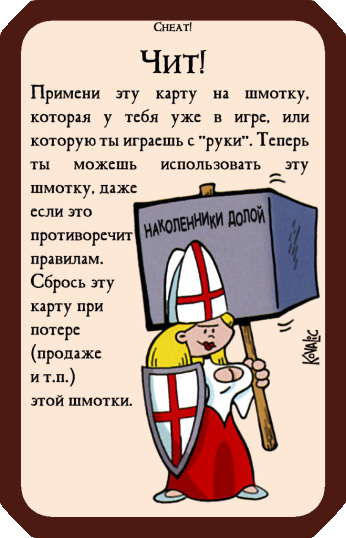 Cheat!
Чит!
Примени эту карту на шмотку,
которая у тебя уже в игре, или
которую ты играешь с "руки". Теперь
ты можешь использовать эту
шмотку, даже
если это
противоречит
правилам.
Сбрось эту
карту при
потере
(продаже
и т.п.)
этой шмотки.
НАКОЛЕННИКИ ДОЛОЙ
Kovalic